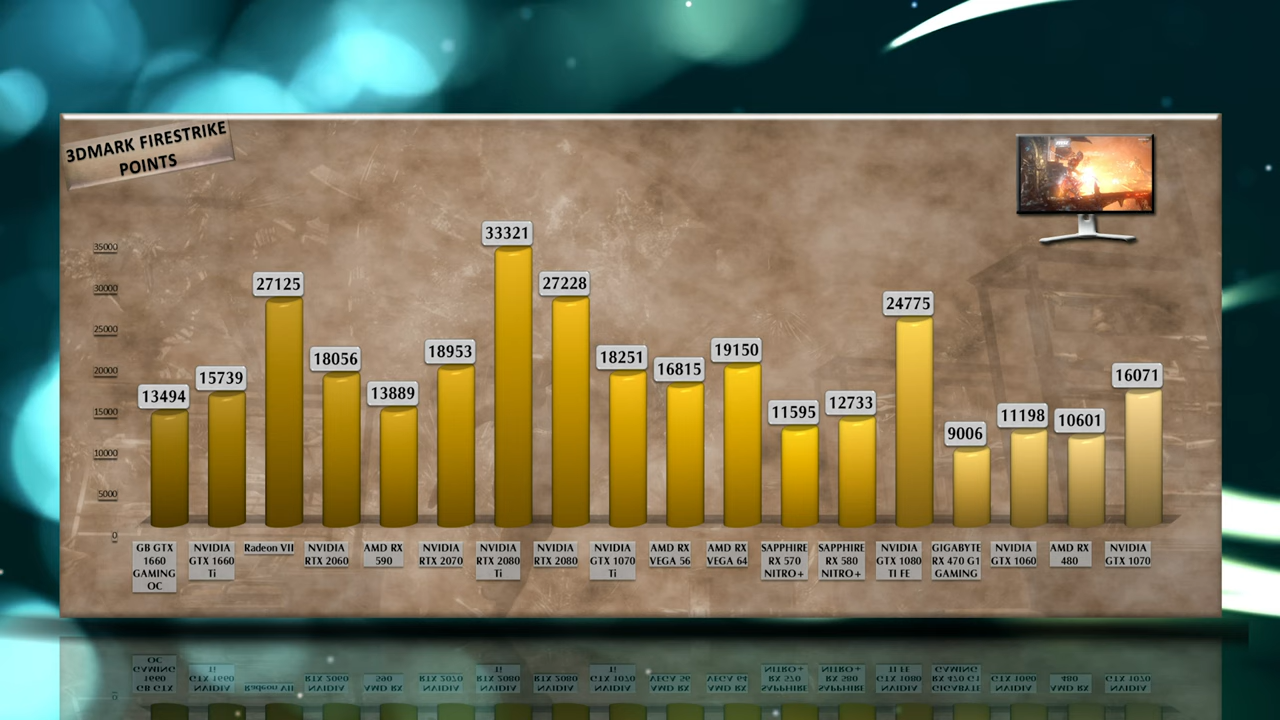 3DMARK FIRESTRIKE
POINTS
35000
30000
25000
20000
15000
10000
5000
0
13494
15739
27125
18056
13889
18953
33321
27228
18251
16815
19150
11595
12733
24775
9006
11198
10601
16071
GB GTX
1660
GAMING
OC
NVIDIA
GTX 1660
Ti
Radeon VII
NVIDIA
RTX 2060
AMD RX
590
NVIDIA
RTX 2070
NVIDIA
RTX 2080
Ti
NVIDIA
RTX 2080
NVIDIA
GTX 1070
Ti
AMD RX
VEGA 56
AMD RX
VEGA 64
SAPPHIRE
RX 570
NITRO+
SAPPHIRE
RX 580
NITRO+
NVIDIA
GTX 1080
TI FE
GIGABYTE
RX 470 G1
GAMING
NVIDIA
GTX 1060
AMD RX
480
NVIDIA
GTX 1070